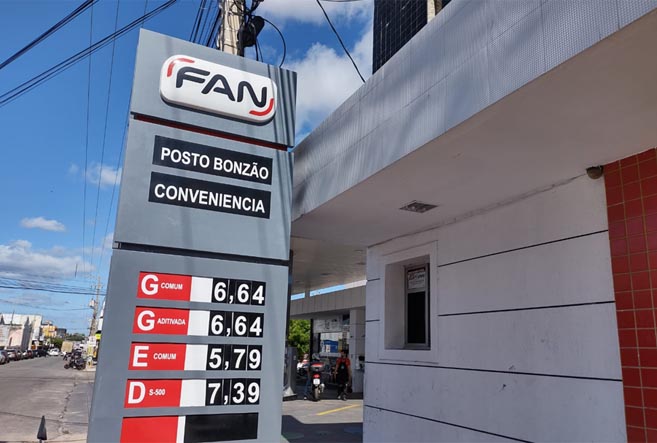 FAN
POSTO BONZÃO
CONVENIENCIA
G COMUM 6,64
G ADITIVADA 6,64
E COMUM 5,79
D S-500 7,39